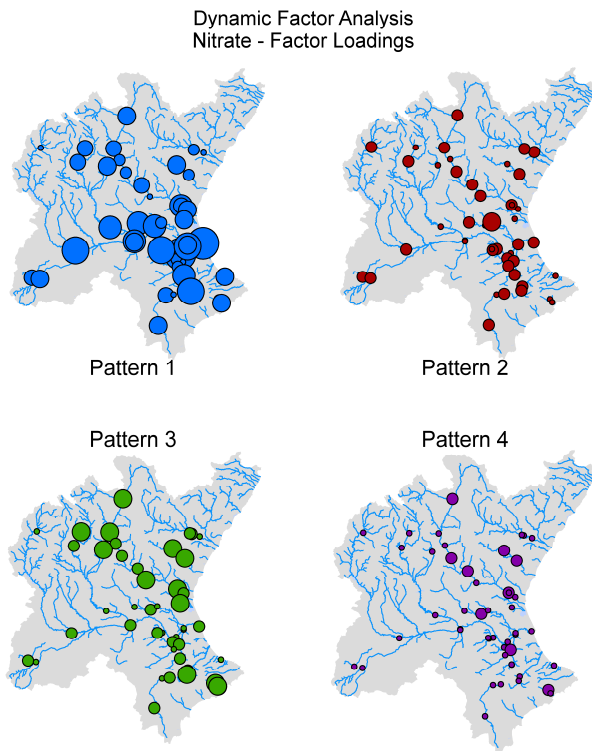 Dynamic Factor Analysis
Nitrate - Factor Loadings
Pattern 1
Pattern 2
Pattern 3
Pattern 4